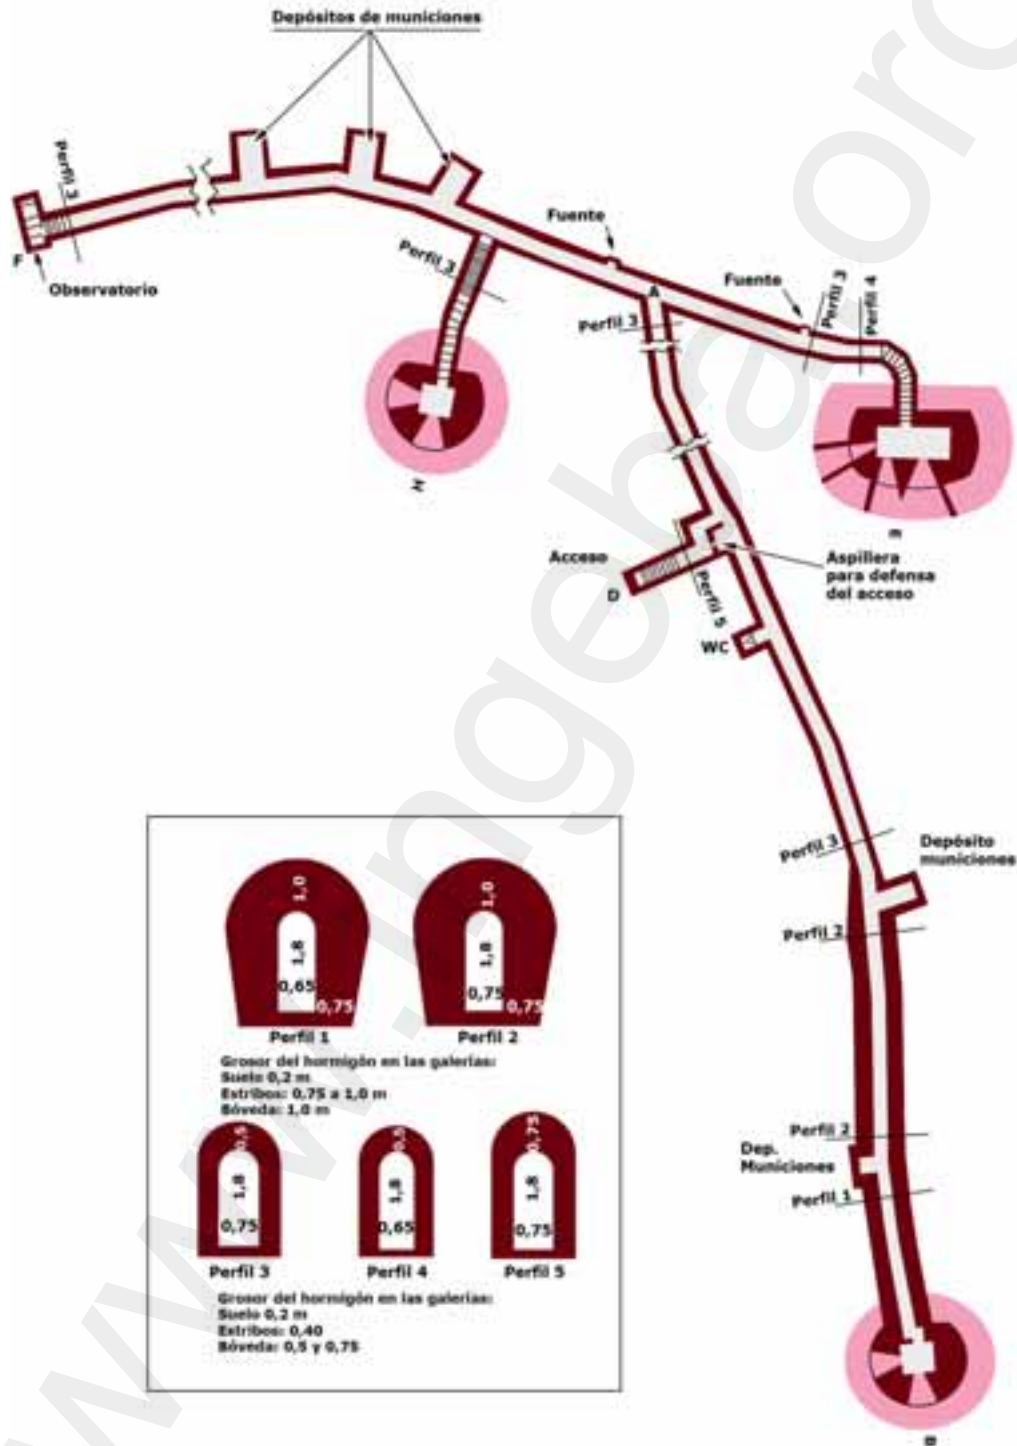 Depósitos de municiones
Perfil 3
F
Observatorio
Perfil 3
Fuente
A
Fuente
Perfil 3
Perfil 4
Perfil 3
Acceso
D
Perfil 5
Aspillera
para defensa
del acceso
WC
Perfil 3
Depósito
municiones
Perfil 2
Perfil 2
Dep.
Municiones
Perfil 1
B
1,0
1,8
0,65
0,75
Perfil 1
1,0
1,8
0,75
0,75
Perfil 2
Grosor del hormigón en las galerias:
Suelo 0,2 m
Estribos: 0,75 a 1,0 m
Bóveda: 1,0 m
0,5
1,8
0,75
Perfil 3
0,5
1,8
0,65
Perfil 4
0,75
1,8
0,75
Perfil 5
Grosor del hormigón en las galerias:
Suelo 0,2 m
Estribos: 0,40
Bóveda: 0,5 y 0,75